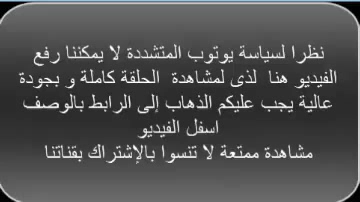 نظرا لسياسة يوتوب المتشددة لا يمكننا رفع
الفيديو هنا لذى لمشاهدة الحلقة كاملة و بجودة
عالية يجب عليكم الذهاب إلى الرابط بالوصف
اسفل الفيديو
مشاهدة ممتعة لا تنسوا بالإشتراك بقناتنا